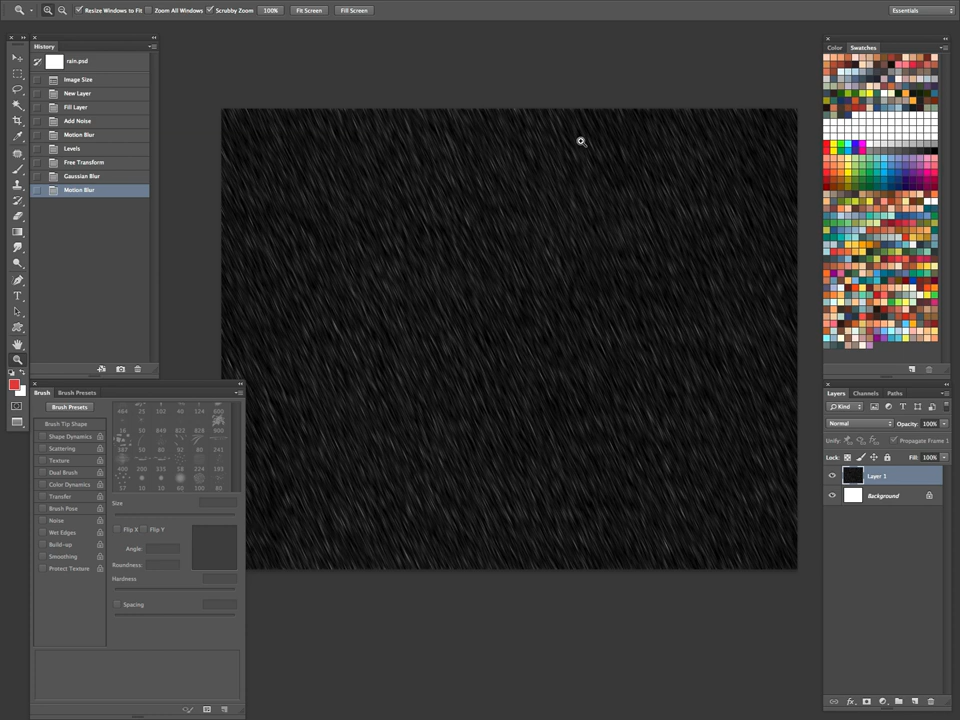 Resize Windows to Fit Zoom All Windows Scrubby Zoom 100% Fit Screen Fill Screen Essentials
History
rain.psd
Image Size
New Layer
Fill Layer
Add Noise
Motion Blur
Levels
Free Transform
Gaussian Blur
Motion Blur
Color Swatches
Brush Brush Presets
Brush Presets
Brush Tip Shape
Shape Dynamics
Scattering
Texture
Dual Brush
Color Dynamics
Transfer
Brush Pose
Noise
Wet Edges
Build-up
Smoothing
Protect Texture
Size
Flip X Flip Y
Angle:
Roundness:
Hardness
Spacing
Layers Channels Paths
Kind
Normal Opacity: 100%
Unify: Propagate Frame 1
Lock: Fill: 100%
Layer 1
Background